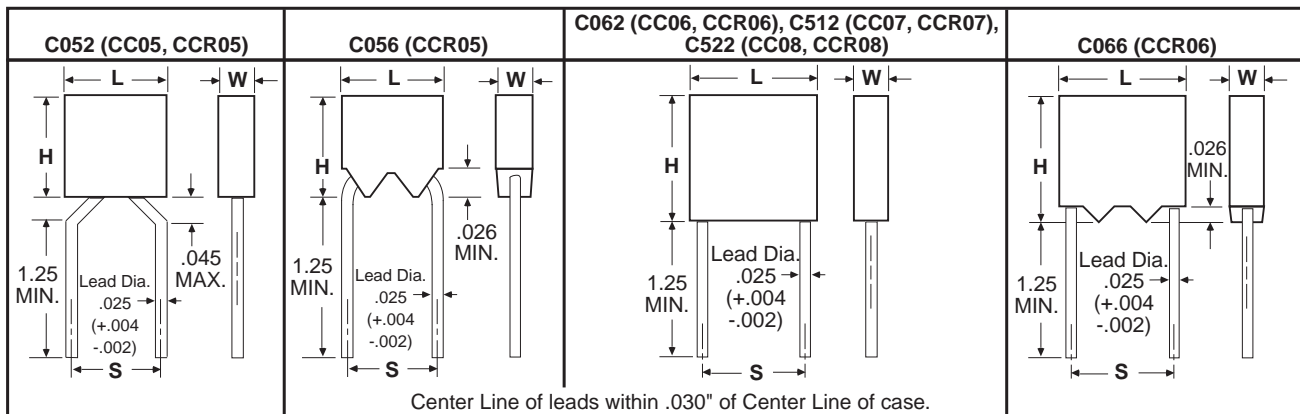 C052 (CC05, CCR05)
L
W
H
1.25
MIN.
.045
MAX.
Lead Dia.
.025
(+.004
-.002)
S
C056 (CCR05)
L
W
H
.026
MIN.
1.25
MIN.
Lead Dia.
.025
(+.004
-.002)
S
C062 (CC06, CCR06), C512 (CC07, CCR07),
C522 (CC08, CCR08)
L
W
H
1.25
MIN.
Lead Dia.
.025
(+.004
-.002)
S
C066 (CCR06)
L
W
H
.026
MIN.
1.25
MIN.
Lead Dia.
.025
(+.004
-.002)
S
Center Line of leads within .030" of Center Line of case.